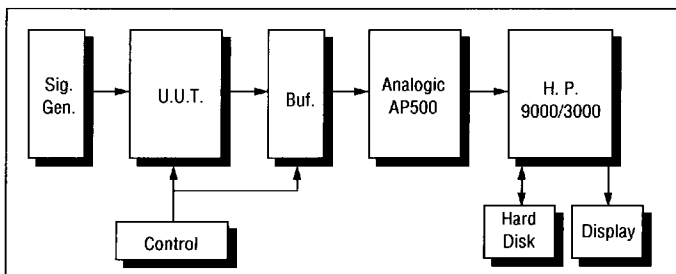 Sig.
Gen.
U.U.T.
Buf.
Analogic
AP500
H. P.
9000/3000
Control
Hard
Disk
Display